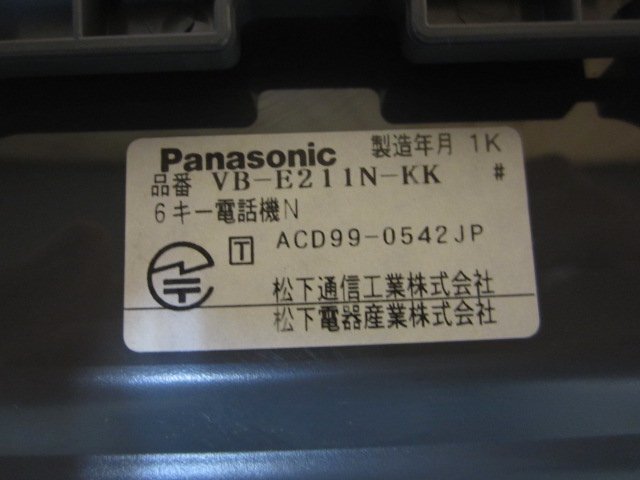 Panasonic 製造年月 1K
品番 VB-E211N-KK #
6キー電話機N
T ACD99-0542JP
松下通信工業株式会社
松下電器産業株式会社